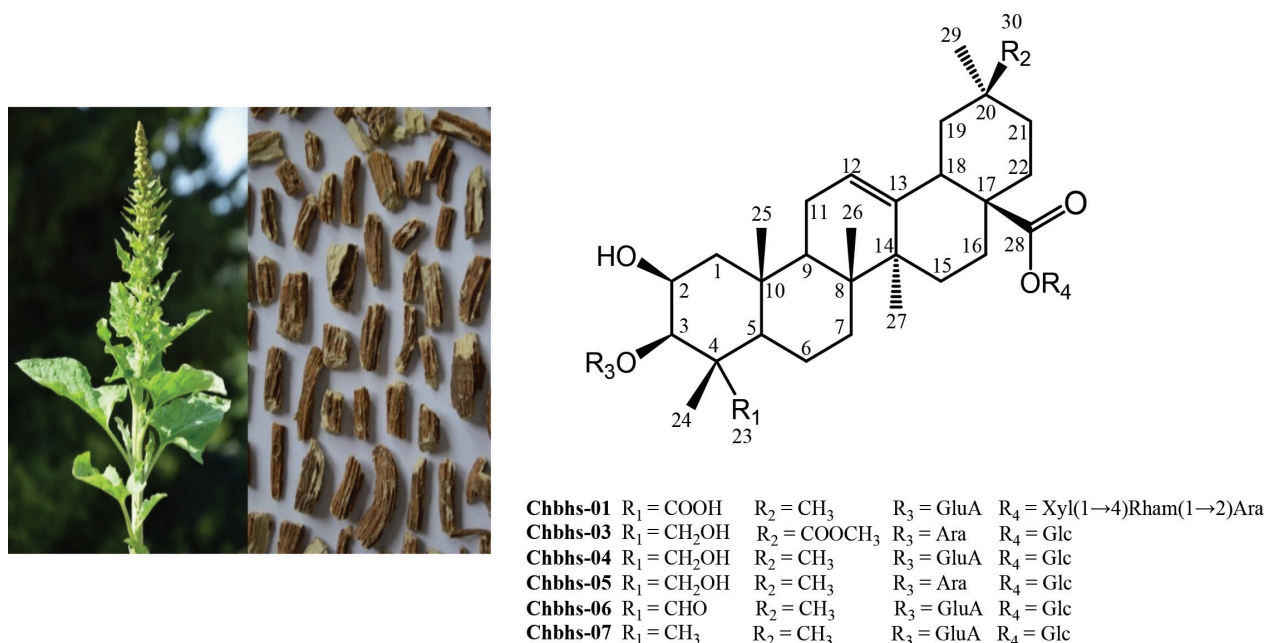 30
29
R2
20
19
21
12
18
22
13
17
O
11
25
26
16
28
HO
1
14
15
OR4
2
9
10
8
27
3
5
7
R3O
4
6
24
R1
23
Chbhs-01 R1 = COOH R2 = CH3 R3 = GluA R4 = Xyl(1→4)Rham(1→2)Ara
Chbhs-03 R1 = CH2OH R2 = COOCH3 R3 = Ara R4 = Glc
Chbhs-04 R1 = CH2OH R2 = CH3 R3 = GluA R4 = Glc
Chbhs-05 R1 = CH2OH R2 = CH3 R3 = Ara R4 = Glc
Chbhs-06 R1 = CHO R2 = CH3 R3 = GluA R4 = Glc
Chbhs-07 R1 = CH3 R2 = CH3 R3 = GluA R4 = Glc